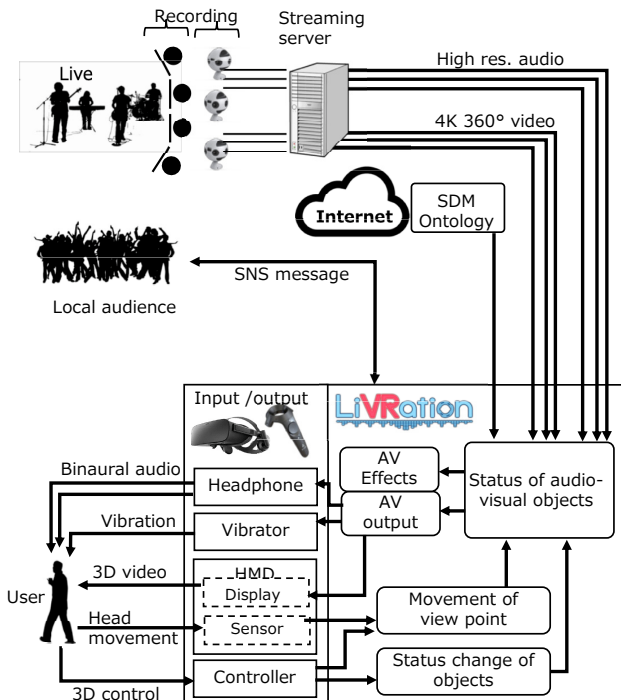 Recording
Streaming
server
Live
High res. audio
4K 360° video
Internet
SDM
Ontology
SNS message
Local audience
Input /output
LiVRation
Binaural audio
Headphone
AV
Effects
Status of audio-
visual objects
AV
output
Vibration
Vibrator
3D video
HMD
Display
User
Head
movement
Sensor
Movement of
view point
Controller
Status change of
objects
3D control